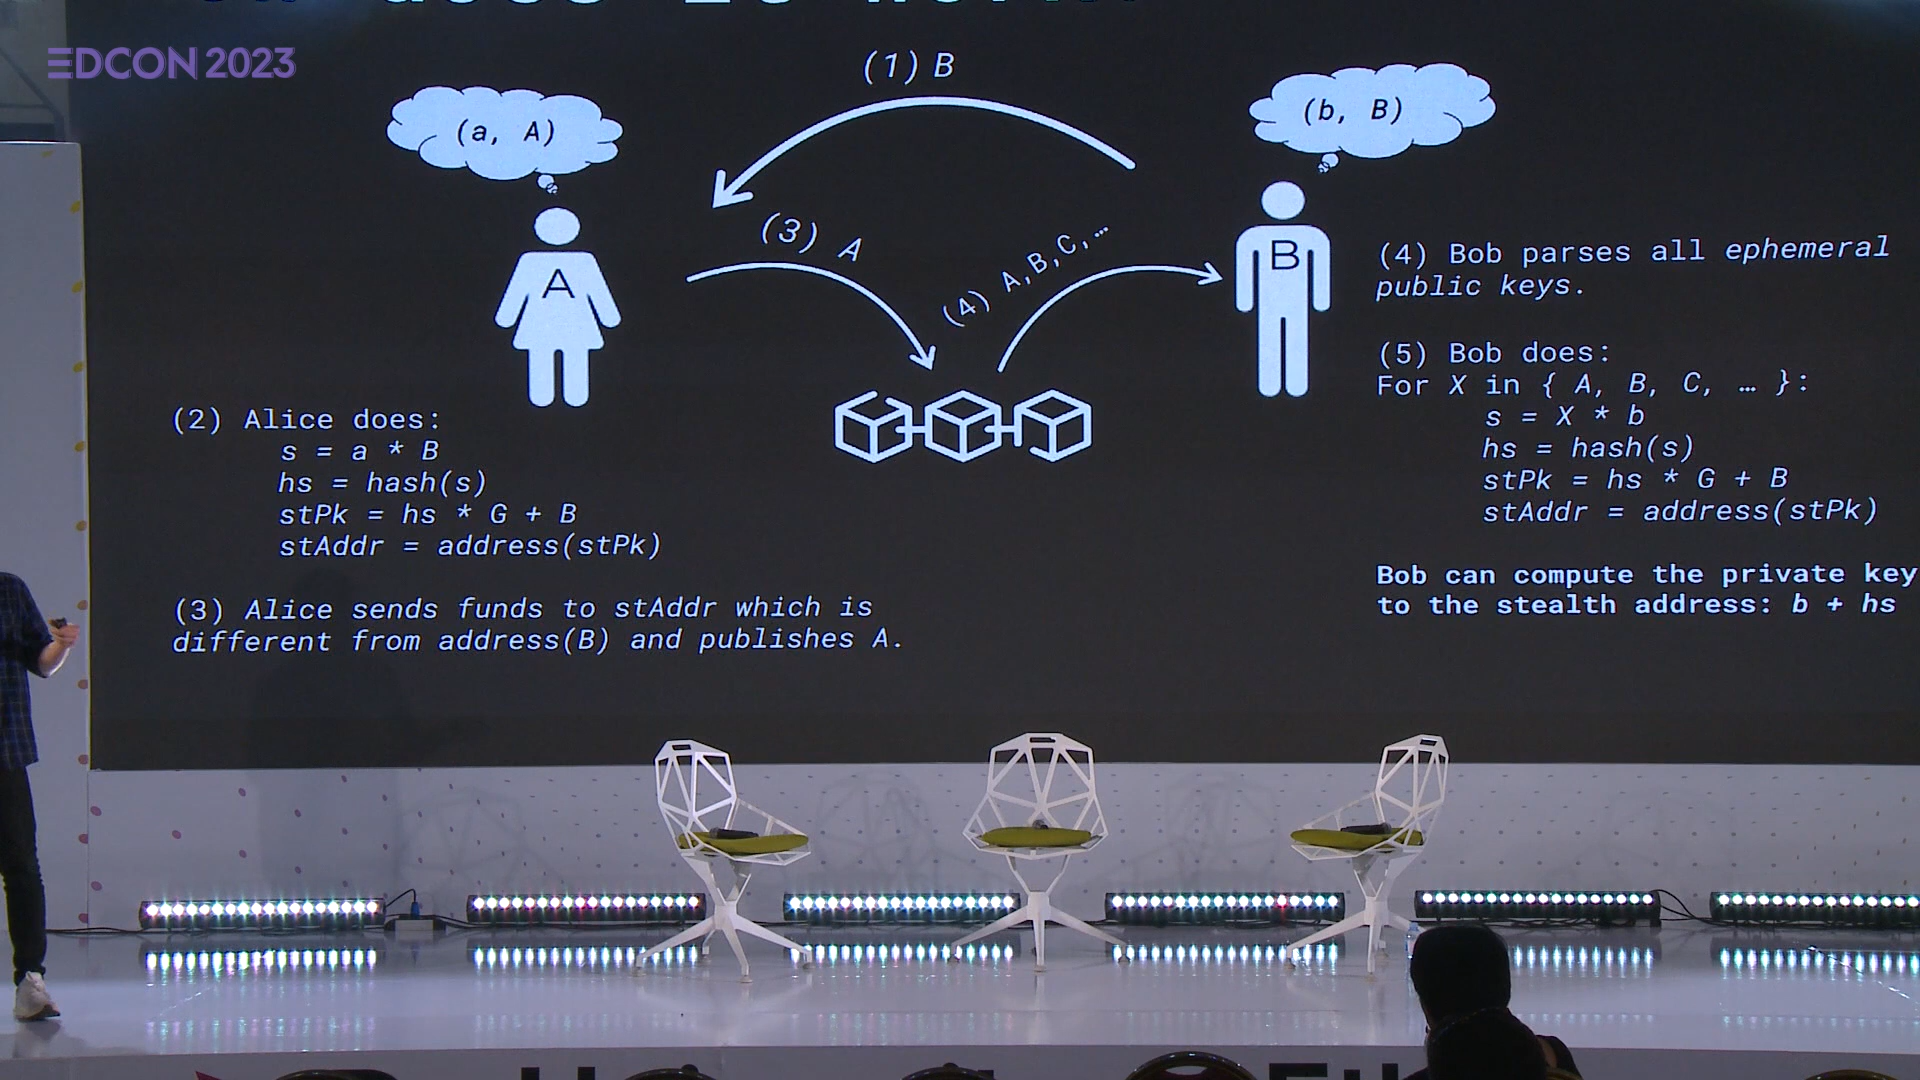 EDCON 2023
(1) B
(a, A)
(b, B)
(3) A
(4) A,B,C,…
A
B
(2) Alice does:
s = a * B
hs = hash(s)
stPk = hs * G + B
stAddr = address(stPk)
(3) Alice sends funds to stAddr which is
different from address(B) and publishes A.
(4) Bob parses all ephemeral
public keys.
(5) Bob does:
For X in { A, B, C, … }:
s = X * b
hs = hash(s)
stPk = hs * G + B
stAddr = address(stPk)
Bob can compute the private key
to the stealth address: b + hs